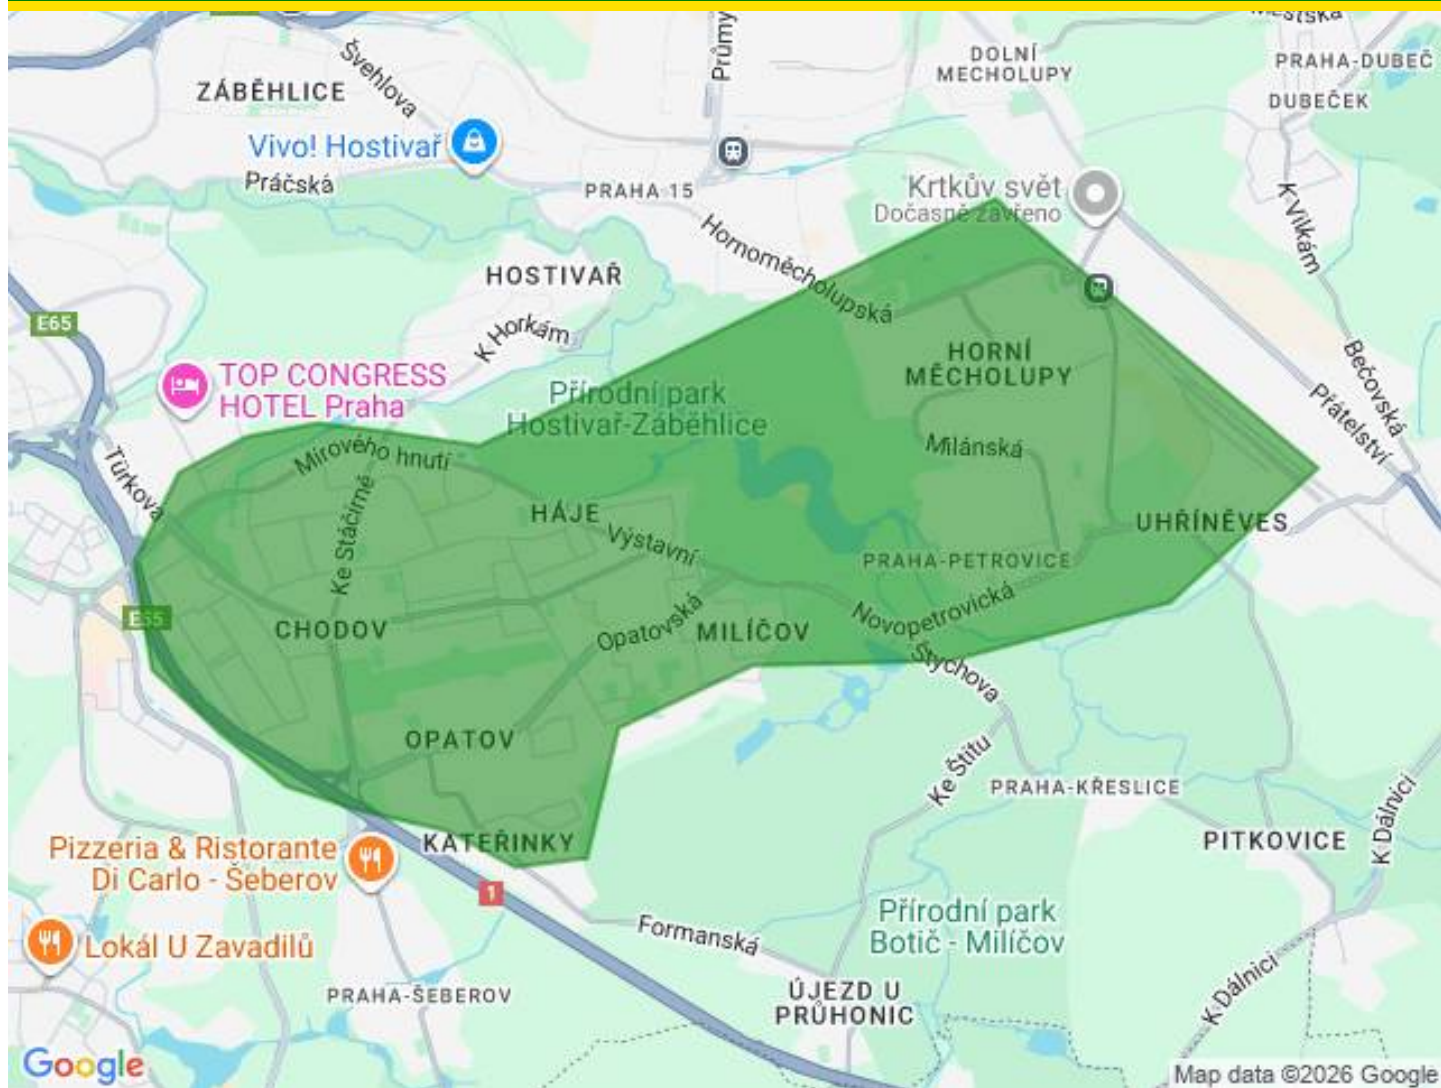 Městská
Švehlova
Průmy
DOLNÍ
MECHOLUPY
PRAHA-DUBEČ
ZÁBĚHLICE
DUBEČEK
Vivo! Hostivař
Práčská
PRAHA 15
Krtkův svět
Dočasně zavřeno
K Vilkám
Hornoměcholupská
HOSTIVAŘ
E65
K Horkám
HORNÍ
MĚCHOLUPY
Bečovská
TOP CONGRESS
HOTEL Praha
Přírodní park
Hostivař-Záběhlice
Přátelství
Mírového hnutí
Milánská
Türkova
Ke Stáčírně
HÁJE
Výstavní
UHŘÍNĚVES
PRAHA-PETROVICE
E55
CHODOV
Opatovská
MILÍČOV
Novopetrovická
Štychova
OPATOV
Ke Štítu
PRAHA-KŘESLICE
K Dálnici
PITKOVICE
KATEŘINKY
Pizzeria & Ristorante
Di Carlo - Šeberov
1
Přírodní park
Botič - Milíčov
Formanská
Lokál U Zavadilů
K Dálnici
PRAHA-ŠEBEROV
ÚJEZD U
PRŮHONIC
Google
Map data ©2026 Google